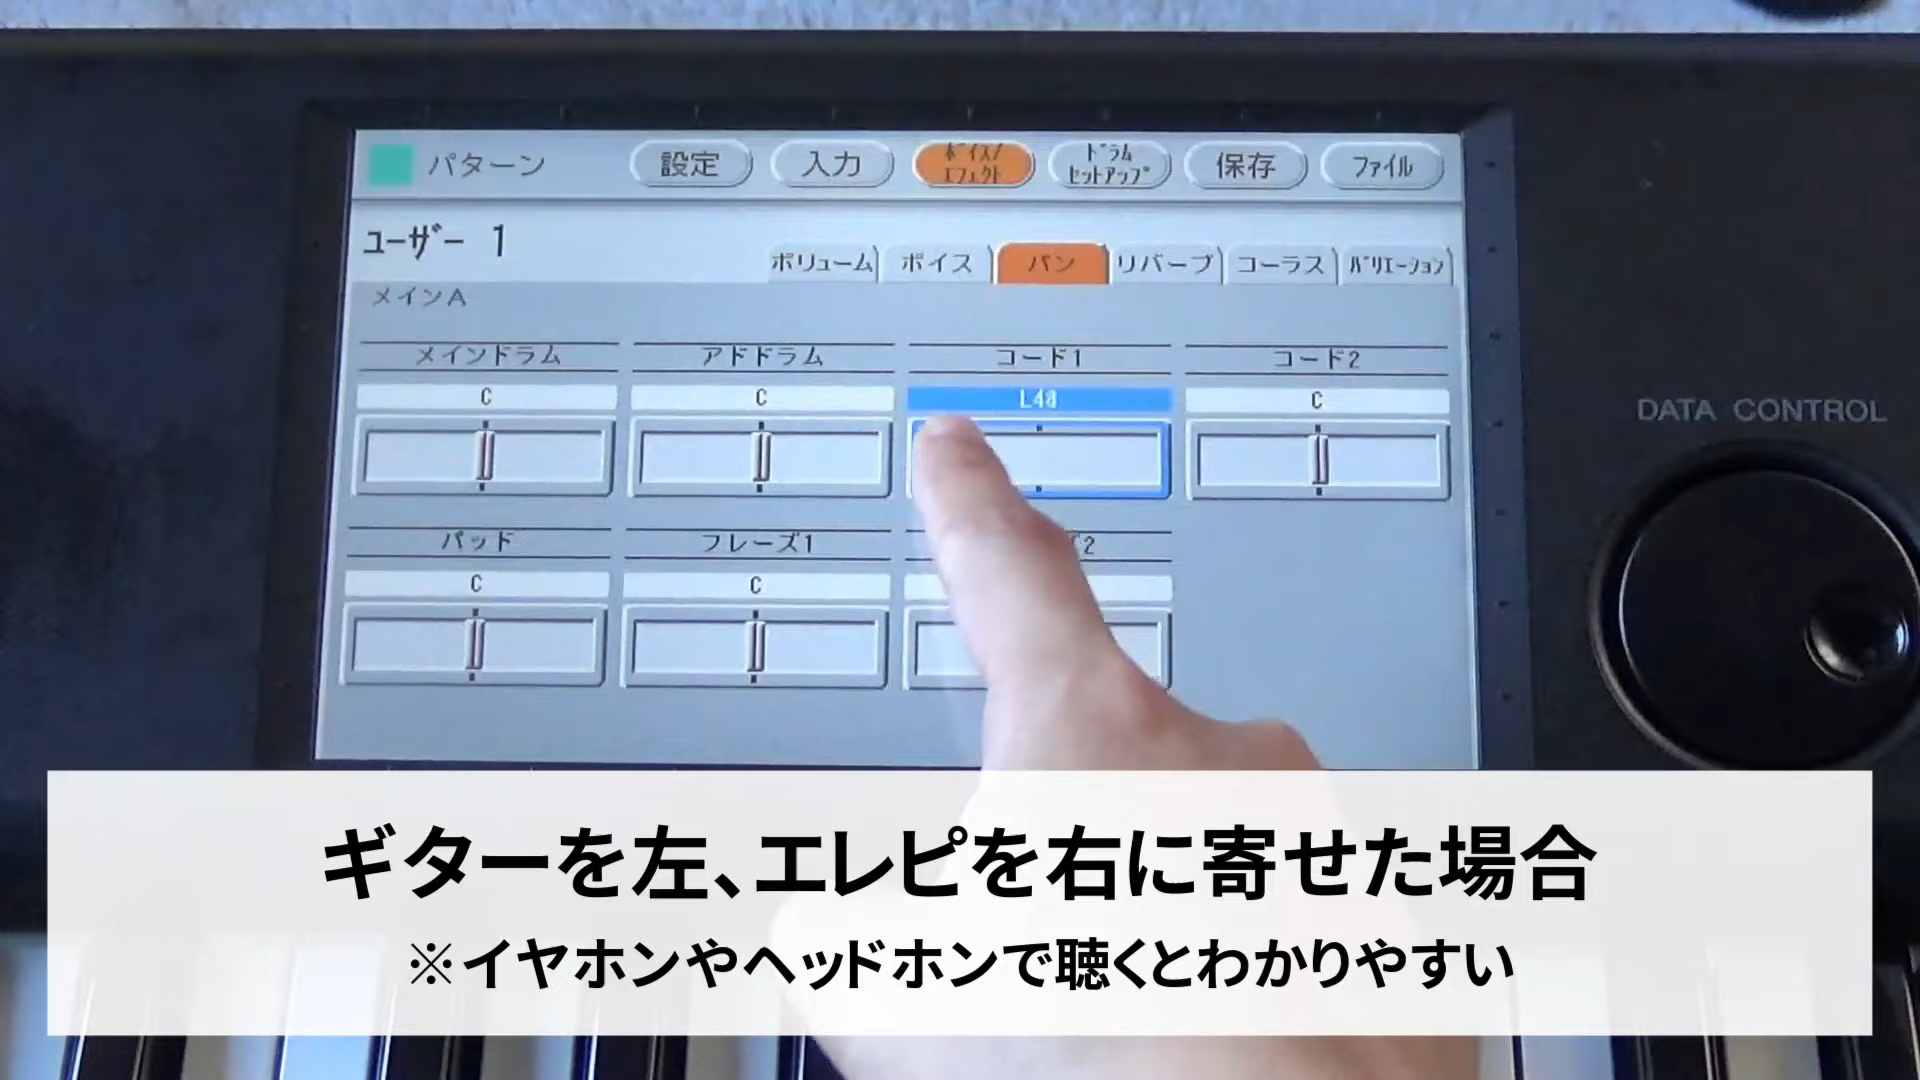 パターン
設定
入力
ボイス/
エフェクト
ドラム
セットアップ
保存
ファイル
ユーザー 1
ボリューム
ボイス
パン
リバーブ
コーラス
バリエーション
メインA
メインドラム
アドドラム
コード1
コード2
C
C
C
DATA CONTROL
パッド
フレーズ1
2
C
C
ギターを左、エレピを右に寄せた場合
※イヤホンやヘッドホンで聴くとわかりやすい